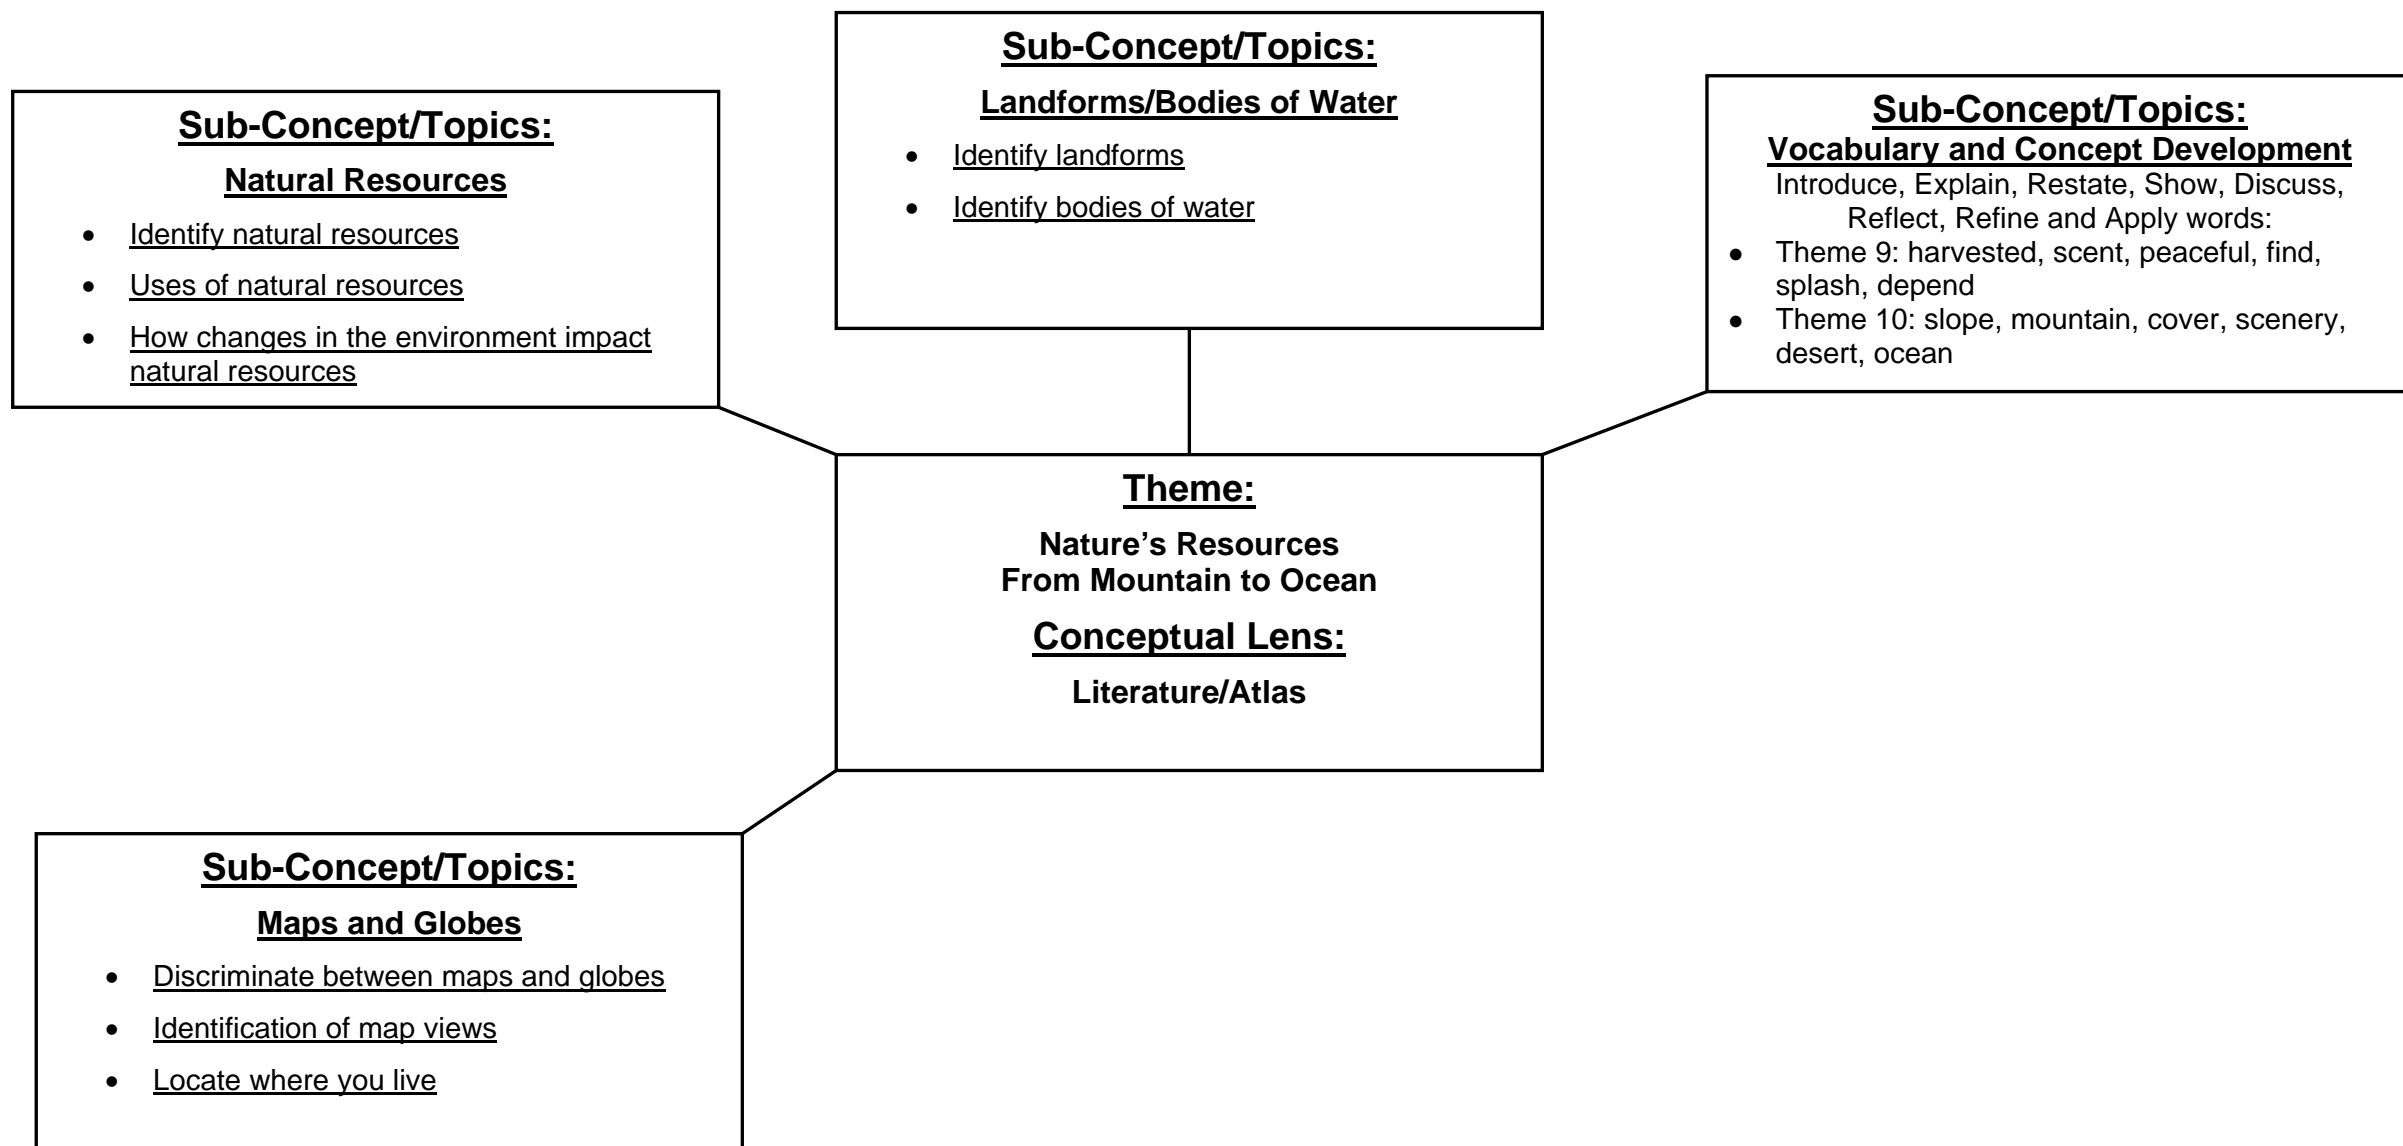 Sub-Concept/Topics:
Natural Resources
• Identify natural resources
• Uses of natural resources
• How changes in the environment impact
natural resources
Sub-Concept/Topics:
Landforms/Bodies of Water
• Identify landforms
• Identify bodies of water
Sub-Concept/Topics:
Vocabulary and Concept Development
Introduce, Explain, Restate, Show, Discuss,
Reflect, Refine and Apply words:
• Theme 9: harvested, scent, peaceful, find,
splash, depend
• Theme 10: slope, mountain, cover, scenery,
desert, ocean
Theme:
Nature’s Resources
From Mountain to Ocean
Conceptual Lens:
Literature/Atlas
Sub-Concept/Topics:
Maps and Globes
• Discriminate between maps and globes
• Identification of map views
• Locate where you live